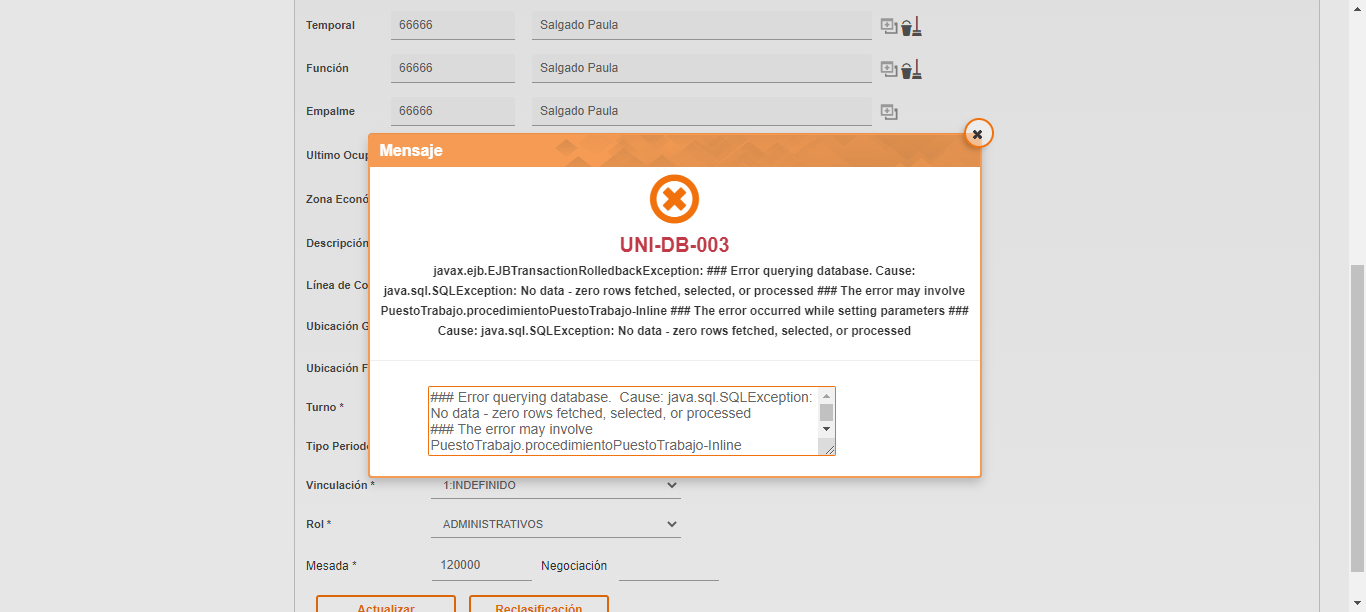 Temporal 66666 Salgado Paula
Función 66666 Salgado Paula
Empalme 66666 Salgado Paula
Mensaje
Ultimo Ocup
Zona Econó
Descripción
Línea de Co
Ubicación G
Ubicación F
Turno *
Tipo Periodo
UNI-DB-003
javax.ejb.EJBTransactionRolledbackException: ### Error querying database. Cause:
java.sql.SQLException: No data - zero rows fetched, selected, or processed ### The error may involve
PuestoTrabajo.procedimientoPuestoTrabajo-Inline ### The error occurred while setting parameters ###
Cause: java.sql.SQLException: No data - zero rows fetched, selected, or processed
### Error querying database.  Cause: java.sql.SQLException:
No data - zero rows fetched, selected, or processed
### The error may involve
PuestoTrabajo.procedimientoPuestoTrabajo-Inline
Vinculación * 1:INDEFINIDO
Rol * ADMINISTRATIVOS
Mesada * 120000 Negociación
Actualizar Reclasificación